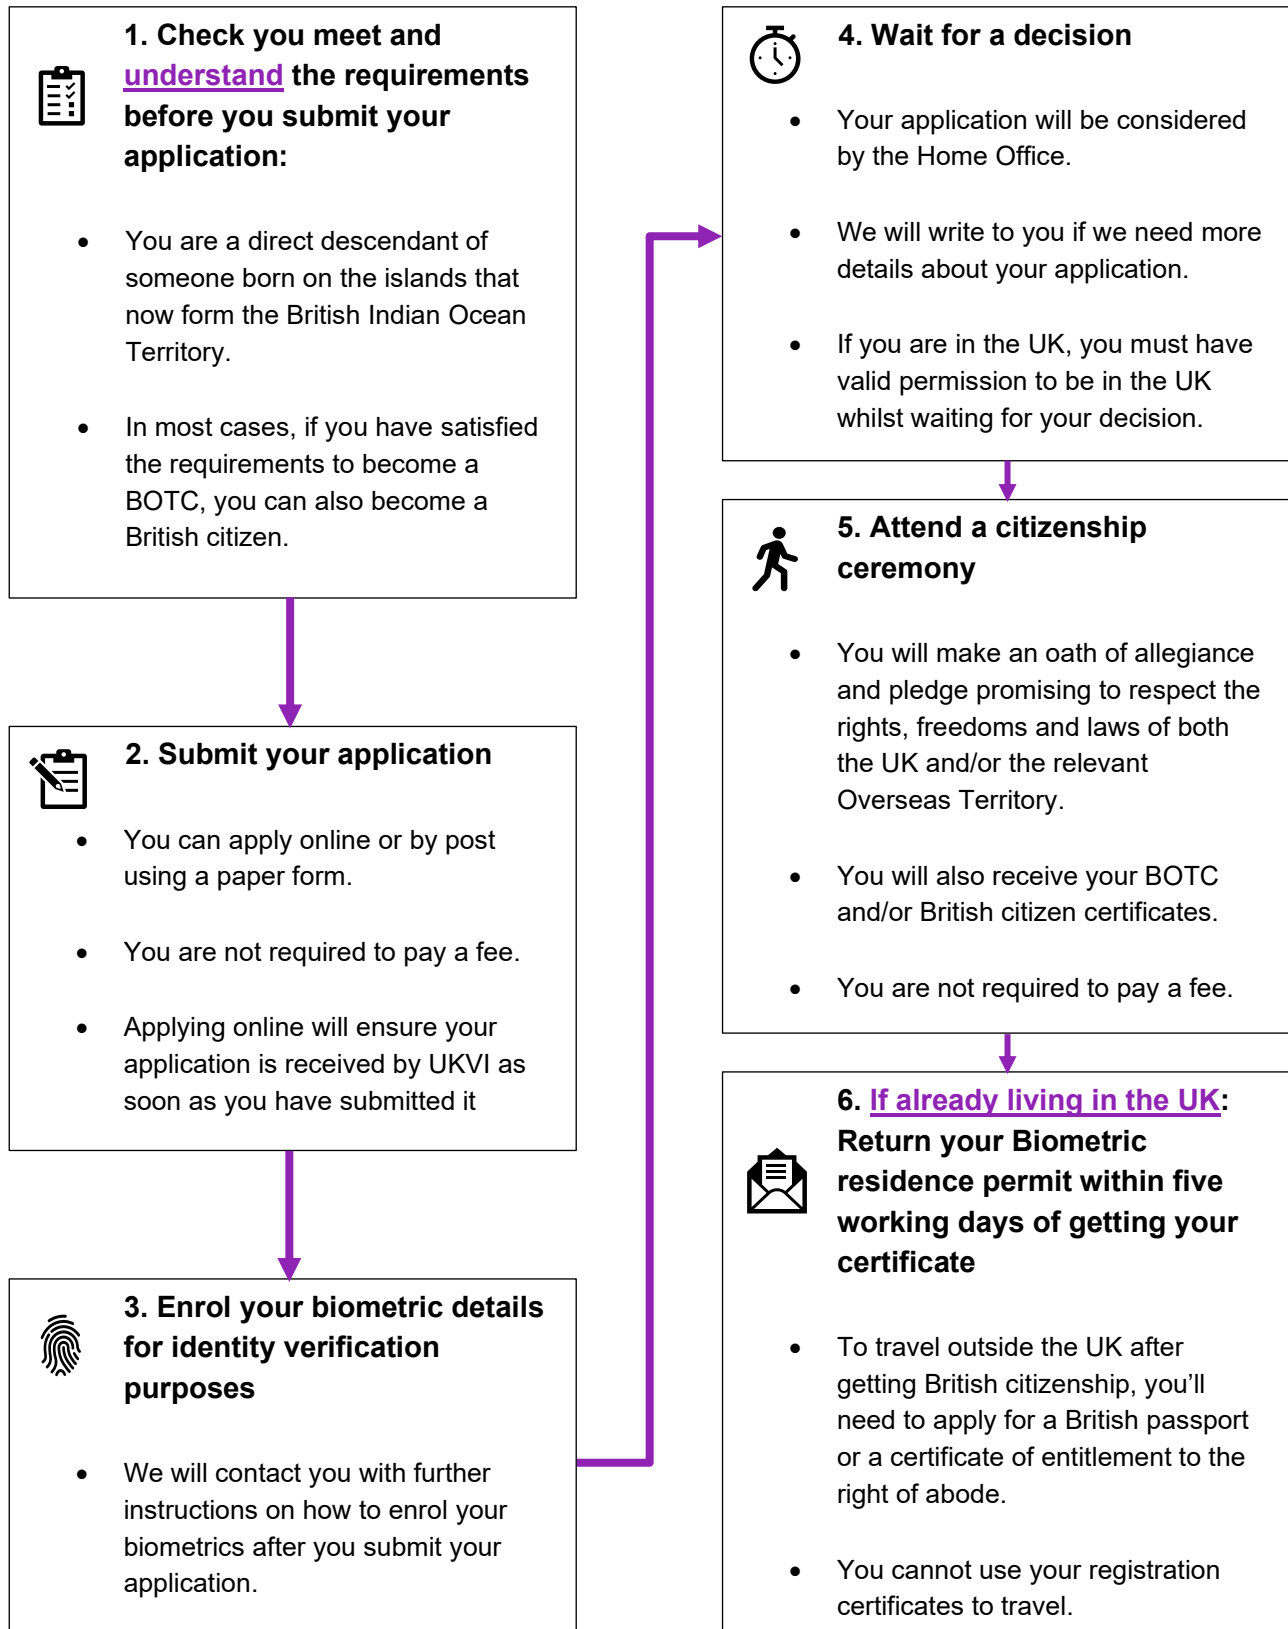 1. Check you meet and
understand the requirements
before you submit your
application:
• You are a direct descendant of
someone born on the islands that
now form the British Indian Ocean
Territory.
• In most cases, if you have satisfied
the requirements to become a
BOTC, you can also become a
British citizen.
2. Submit your application
• You can apply online or by post
using a paper form.
• You are not required to pay a fee.
• Applying online will ensure your
application is received by UKVI as
soon as you have submitted it
3. Enrol your biometric details
for identity verification
purposes
• We will contact you with further
instructions on how to enrol your
biometrics after you submit your
application.
4. Wait for a decision
• Your application will be considered
by the Home Office.
• We will write to you if we need more
details about your application.
• If you are in the UK, you must have
valid permission to be in the UK
whilst waiting for your decision.
5. Attend a citizenship
ceremony
• You will make an oath of allegiance
and pledge promising to respect the
rights, freedoms and laws of both
the UK and/or the relevant
Overseas Territory.
• You will also receive your BOTC
and/or British citizen certificates.
• You are not required to pay a fee.
6. If already living in the UK:
Return your Biometric
residence permit within five
working days of getting your
certificate
• To travel outside the UK after
getting British citizenship, you’ll
need to apply for a British passport
or a certificate of entitlement to the
right of abode.
• You cannot use your registration
certificates to travel.